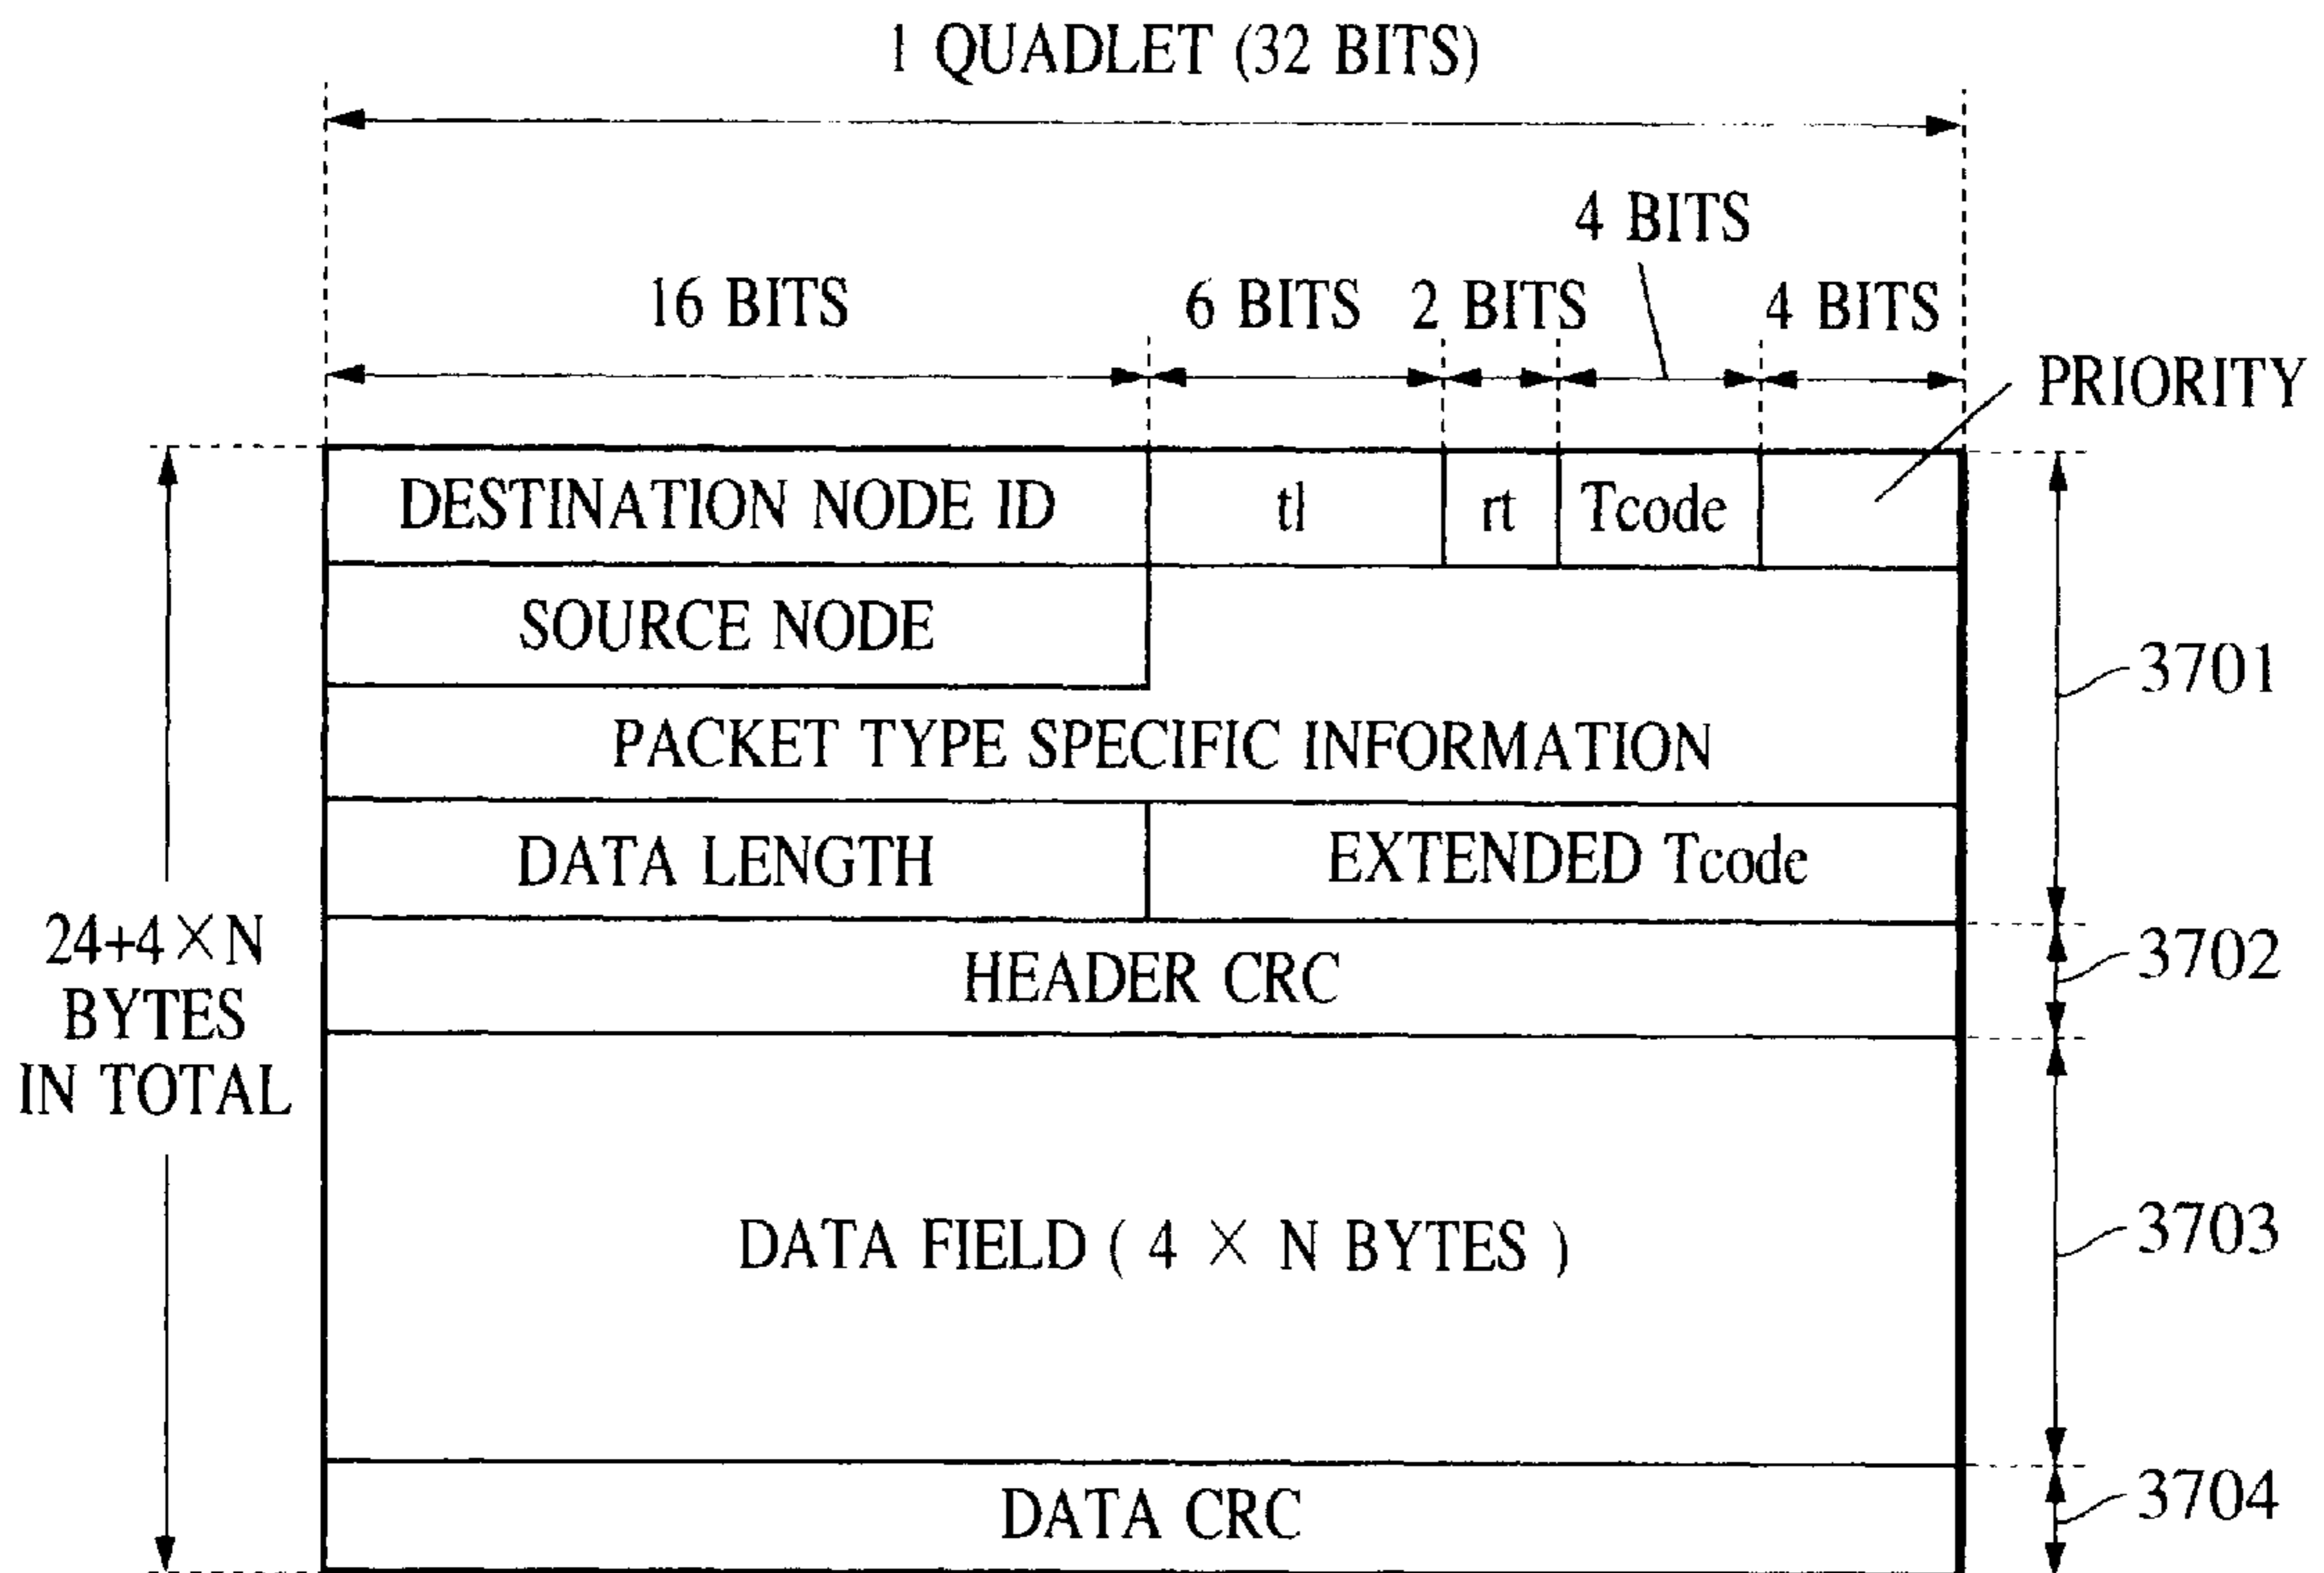 1 QUADLET (32 BITS)
4 BITS
16 BITS
6 BITS
2 BITS
4 BITS
PRIORITY
DESTINATION NODE ID
tl
rt
Tcode
SOURCE NODE
3701
PACKET TYPE SPECIFIC INFORMATION
DATA LENGTH
EXTENDED Tcode
24+4×N
BYTES
IN TOTAL
HEADER CRC
3702
DATA FIELD ( 4 × N BYTES )
3703
DATA CRC
3704